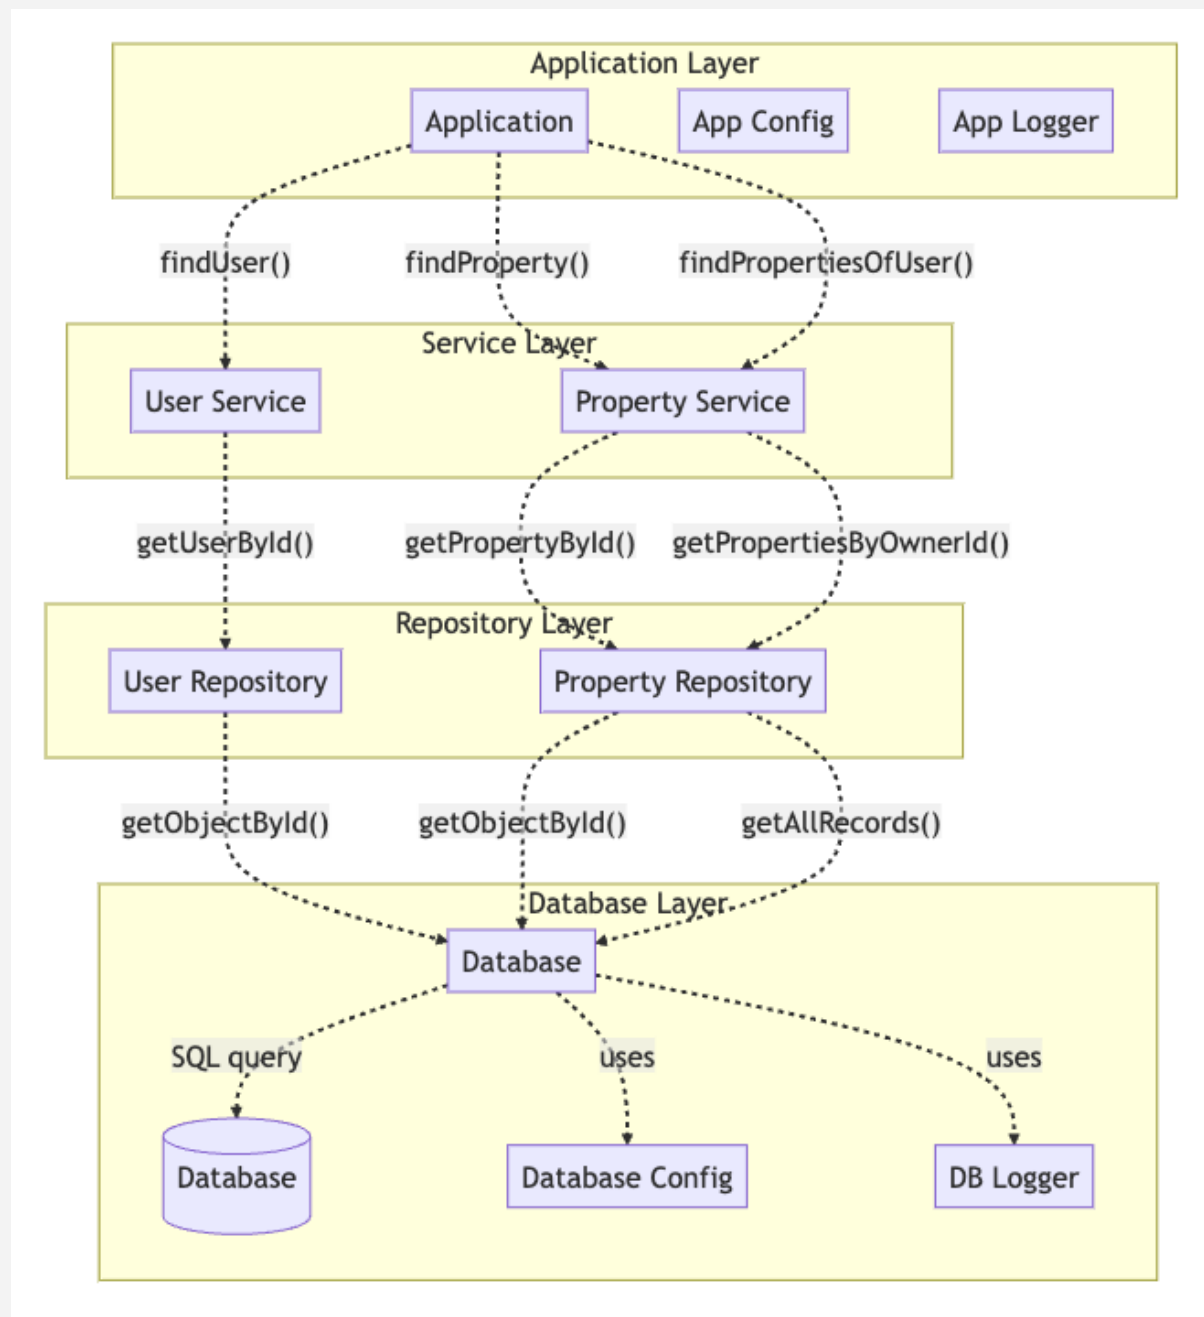 Application Layer
Application
App Config
App Logger
findUser()
findProperty()
findPropertiesOfUser()
Service Layer
User Service
Property Service
getUserById()
getPropertyById()
getPropertiesByOwnerId()
Repository Layer
User Repository
Property Repository
getObjectById()
getObjectById()
getAllRecords()
Database Layer
Database
SQL query
uses
uses
Database
Database Config
DB Logger